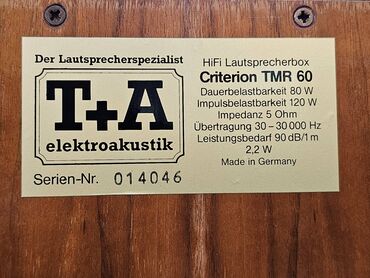 Der Lautsprecherspezialist
T+A
elektroakustik
Serien-Nr. 014046
HiFi Lautsprecherbox
Criterion TMR 60
Dauerbelastbarkeit 80 W
Impulsbelastbarkeit 120 W
Impedanz 5 Ohm
Übertragung 30–30 000 Hz
Leistungsbedarf 90 dB/1 m
2,2 W
Made in Germany